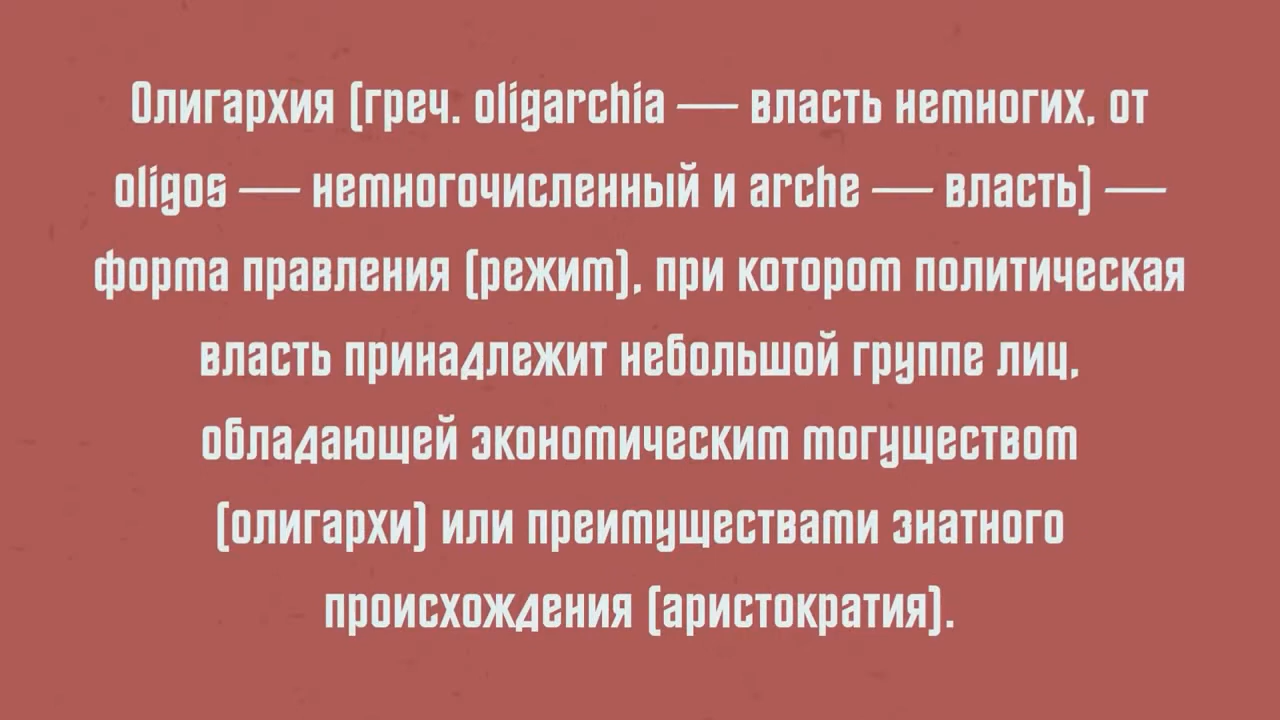 Олигархия (греч. oligarchia — власть немногих, от
oligos — немногочисленный и arche — власть) —
форма правления (режим), при котором политическая
власть принадлежит небольшой группе лиц,
обладающей экономическим могуществом
(олигархи) или преимуществами знатного
происхождения (аристократия).